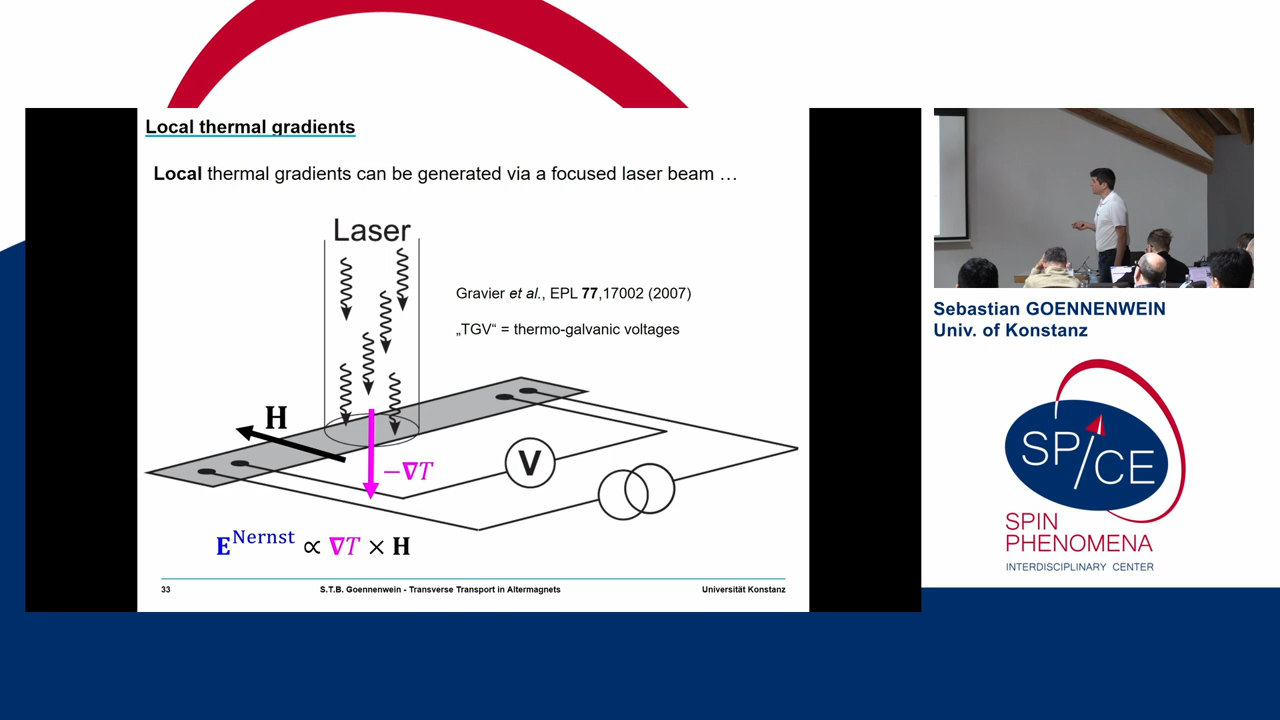 Local thermal gradients
Local thermal gradients can be generated via a focused laser beam …
Laser
Gravier et al., EPL 77,17002 (2007)
„TGV“ = thermo-galvanic voltages
H
V
−∇T
E^Nernst ∝ ∇T × H
33
S.T.B. Goennenwein - Transverse Transport in Altermagnets
Universität Konstanz
Sebastian GOENNENWEIN
Univ. of Konstanz
SP/CE
SPIN
PHENOMENA
INTERDISCIPLINARY CENTER